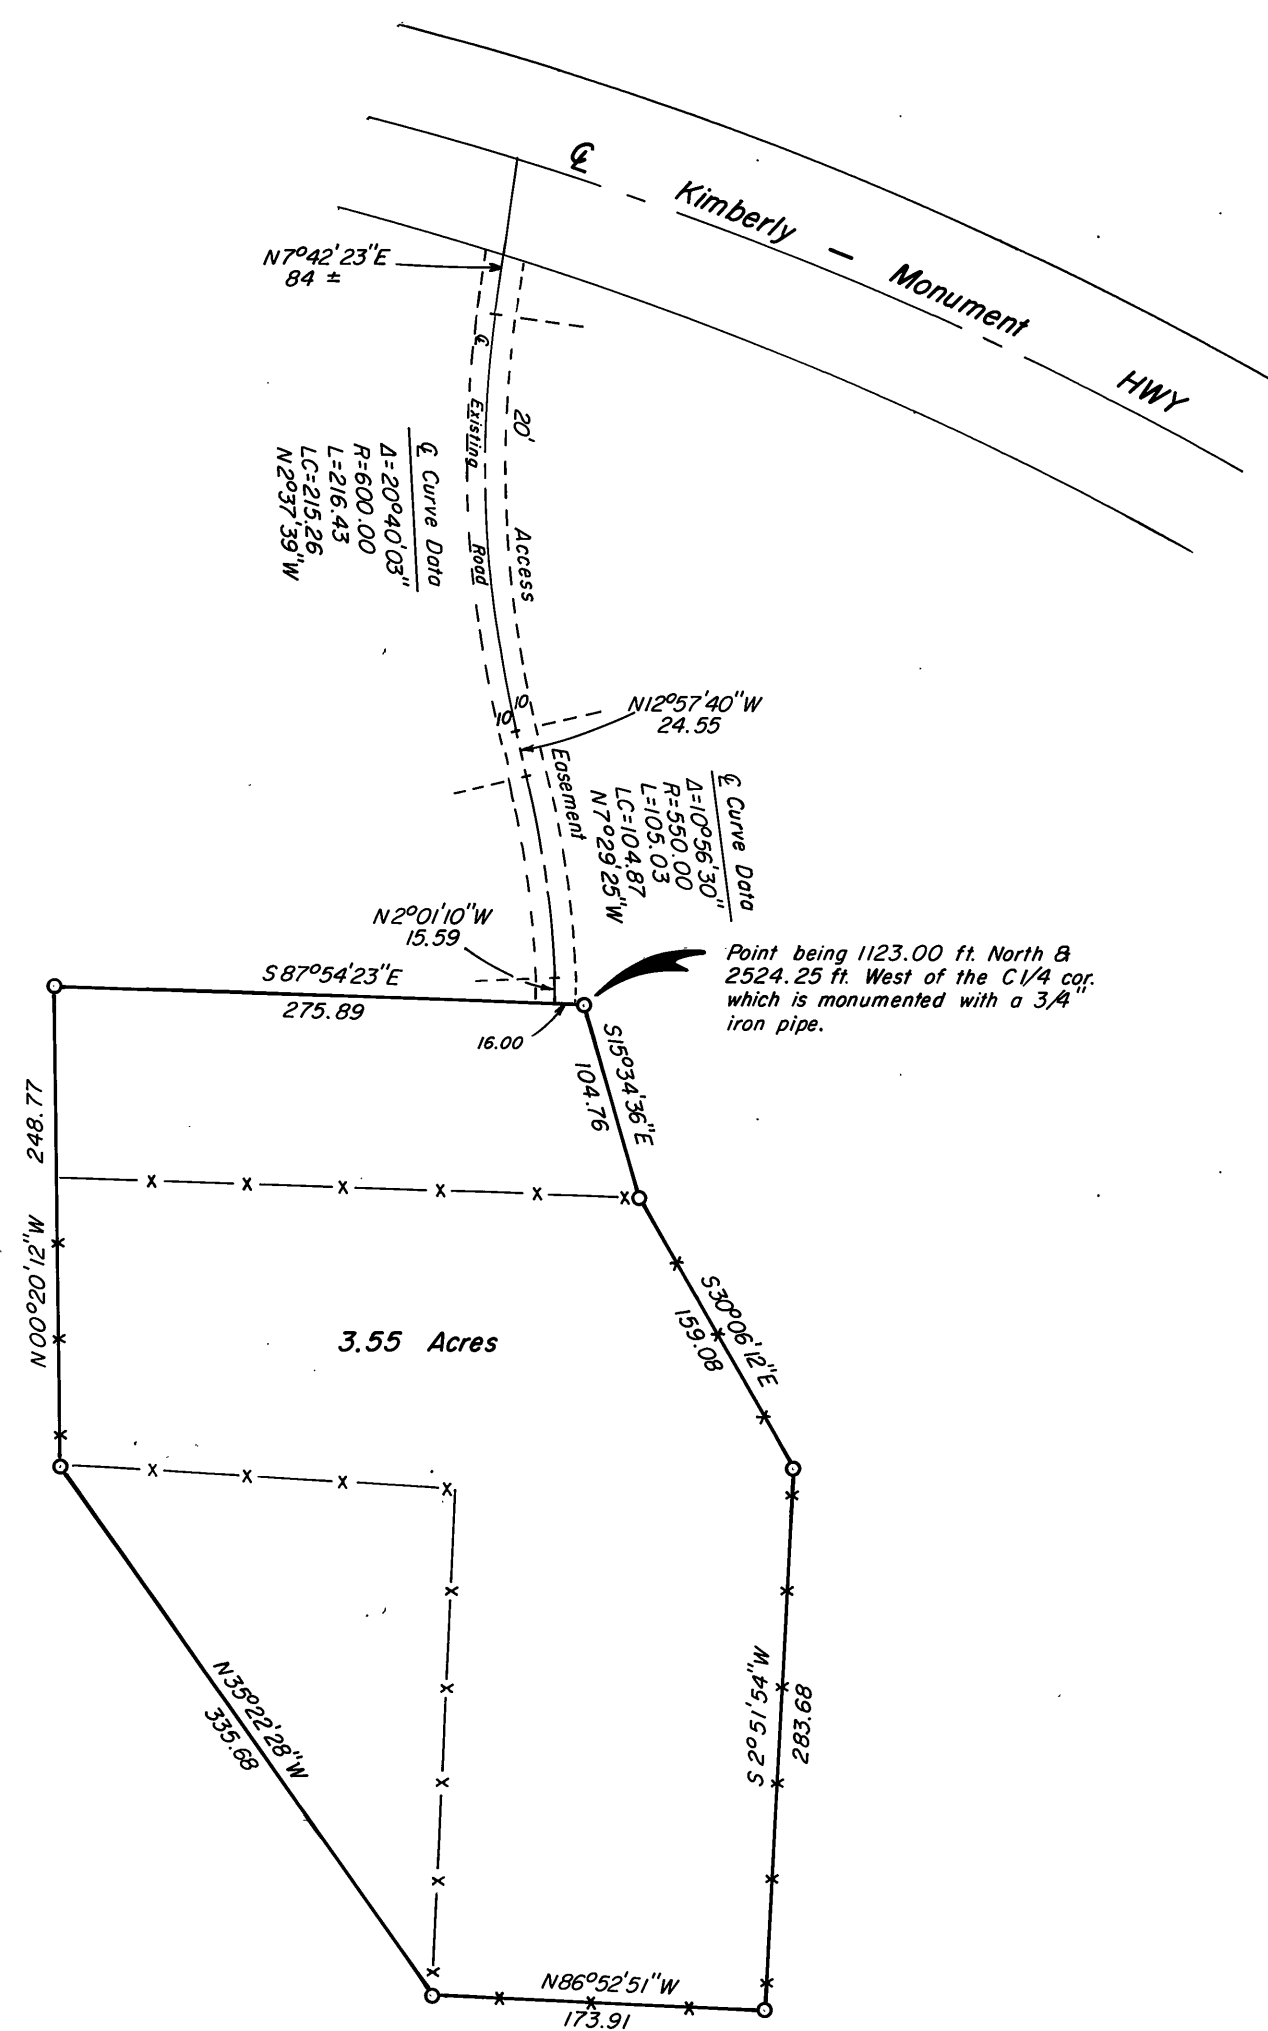 ℄ Kimberly — Monument HWY
N7°42'23"E
84 ±
℄ Existing Road
20' Access Easement
℄ Curve Data
Δ=20°40'03"
R=600.00
L=216.43
LC=215.26
N2°37'39"W
10 10
N12°57'40"W
24.55
℄ Curve Data
Δ=10°56'30"
R=550.00
L=105.03
LC=104.87
N7°29'25"W
N2°01'10"W
15.59
Point being 1123.00 ft. North &
2524.25 ft. West of the C1/4 cor.
which is monumented with a 3/4"
iron pipe.
S87°54'23"E
275.89
16.00
S15°34'36"E
104.76
N00°20'12"W 248.77
3.55 Acres
S30°06'12"E
159.08
S2°51'54"W
283.68
N35°22'28"W
335.68
N86°52'51"W
173.91